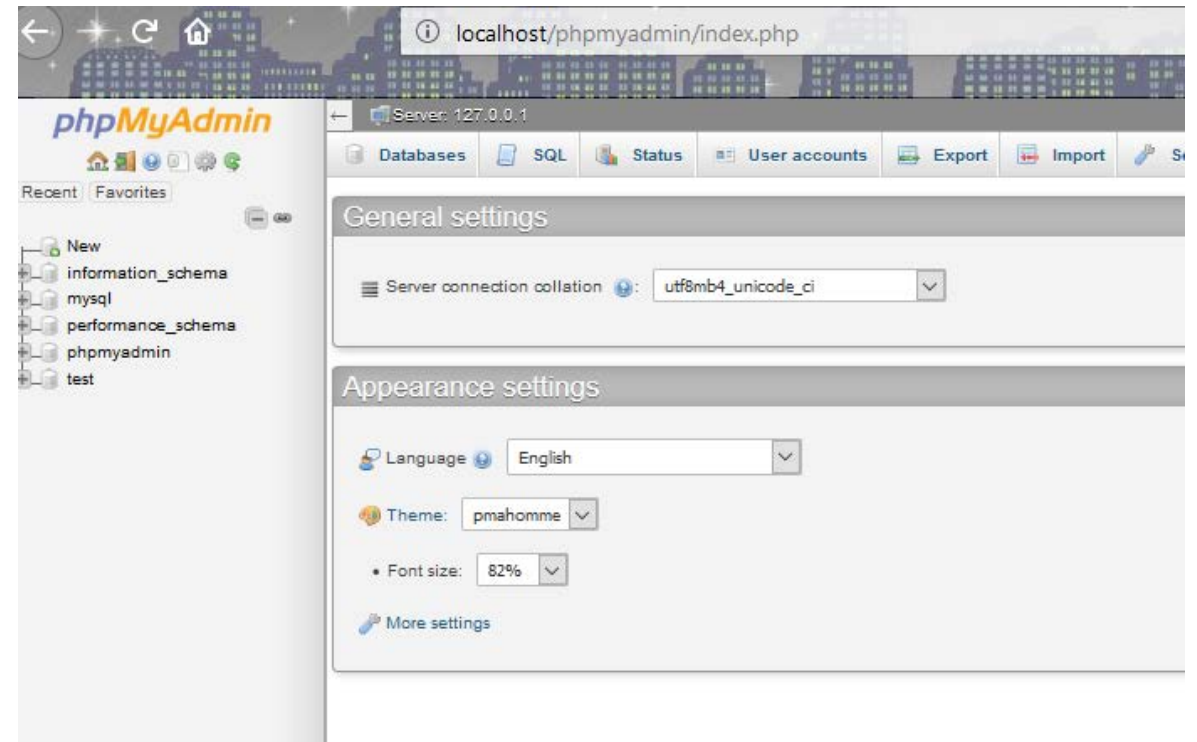 localhost/phpmyadmin/index.php
phpMyAdmin
Recent Favorites
New
information_schema
mysql
performance_schema
phpmyadmin
test
Server: 127.0.0.1
Databases SQL Status User accounts Export Import
General settings
Server connection collation : utf8mb4_unicode_ci
Appearance settings
Language English
Theme: pmahomme
• Font size: 82%
More settings